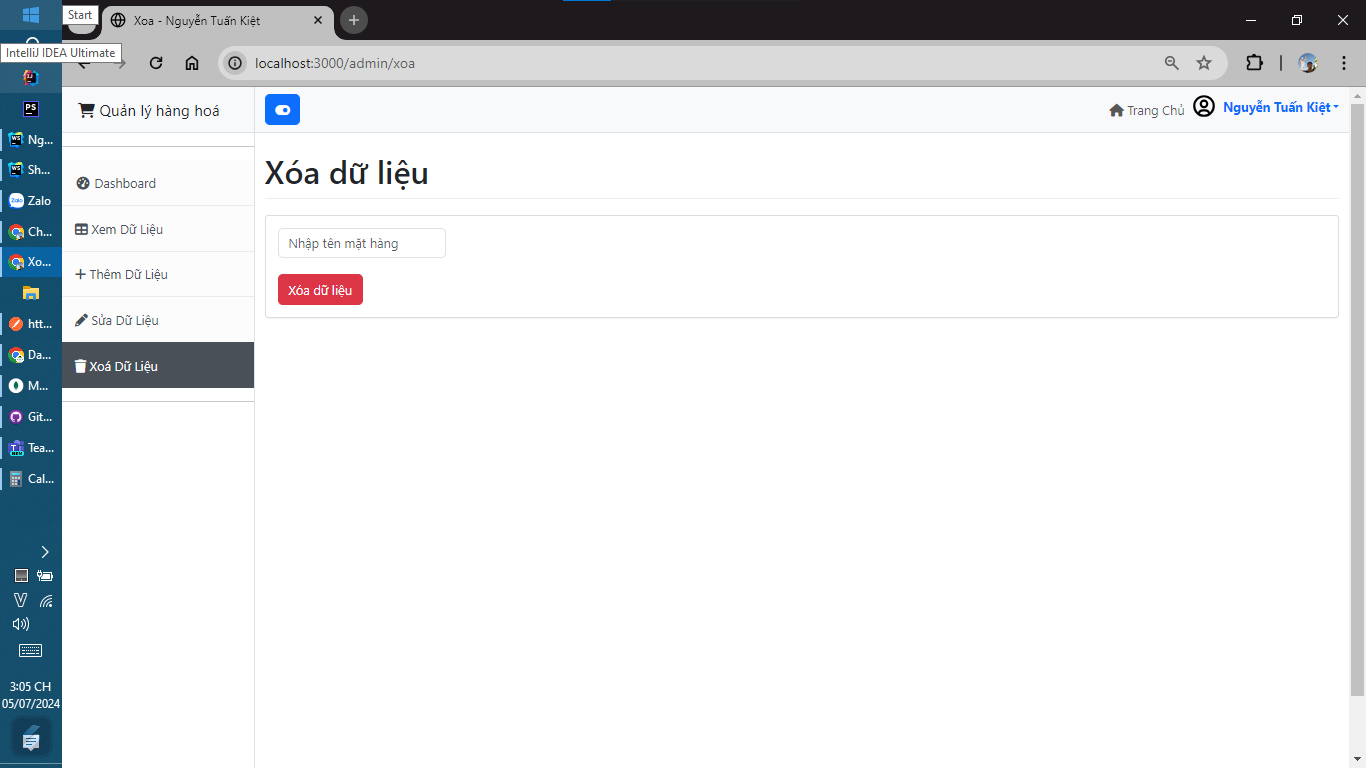 Start
Xoa - Nguyễn Tuấn Kiệt
IntelliJ IDEA Ultimate
localhost:3000/admin/xoa
PS
Ng...
Sh...
Zalo
Ch...
Xo...
htt...
Da...
M...
Git...
Tea...
Cal...
3:05 CH
05/07/2024
Quản lý hàng hoá
Trang Chủ
Nguyễn Tuấn Kiệt
Dashboard
Xem Dữ Liệu
Thêm Dữ Liệu
Sửa Dữ Liệu
Xoá Dữ Liệu
Xóa dữ liệu
Nhập tên mặt hàng
Xóa dữ liệu